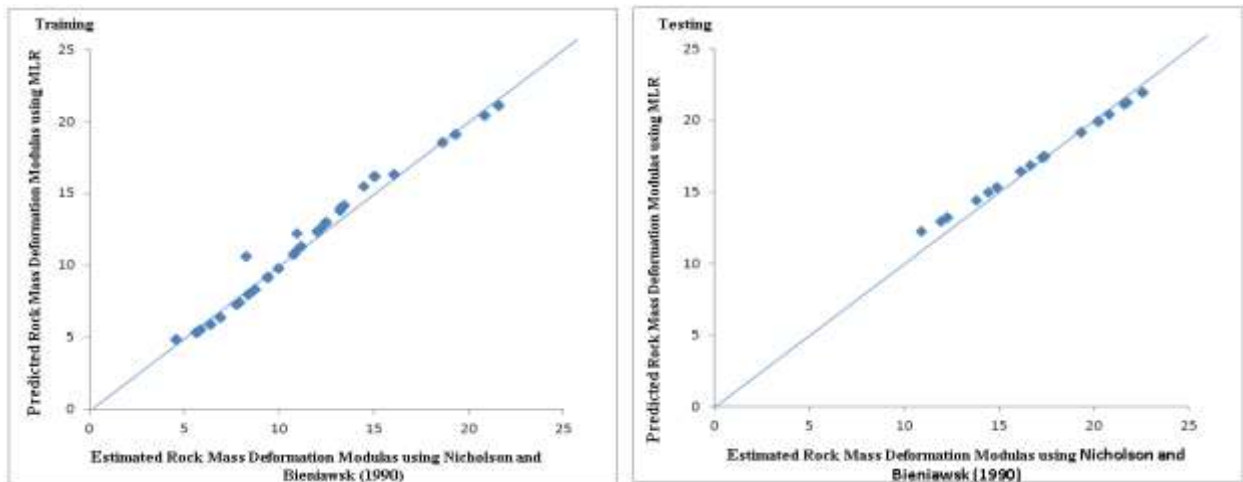 Training
Predicted Rock Mass Deformation Modulus using MLR
25
20
15
10
5
0
0 5 10 15 20 25
Estimated Rock Mass Deformation Modulas using Nicholson and
Bieniawsk (1990)
Testing
Predicted Rock Mass Deformation Modulas using MLR
25
20
15
10
5
0
0 5 10 15 20 25
Estimated Rock Mass Deformation Modulas using Nicholson and
Bieniawsk (1990)